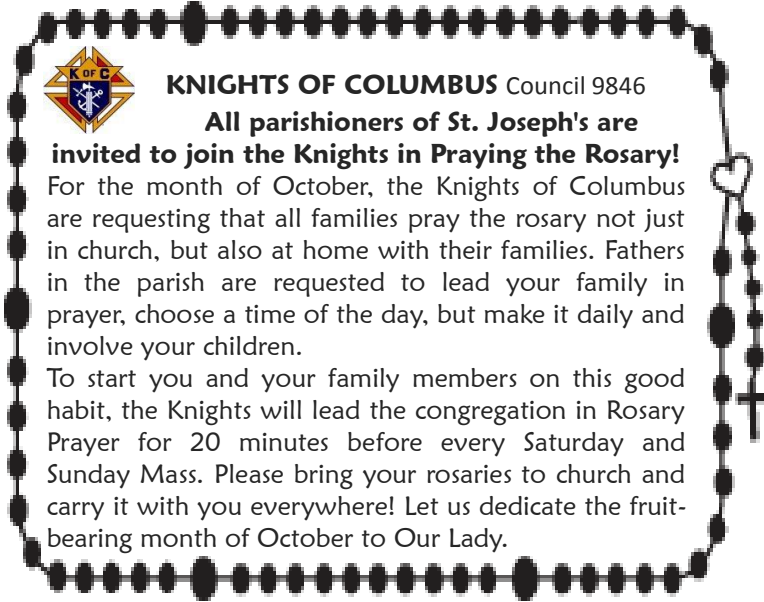 K OF C
KNIGHTS OF COLUMBUS Council 9846
All parishioners of St. Joseph's are
invited to join the Knights in Praying the Rosary!
For the month of October, the Knights of Columbus
are requesting that all families pray the rosary not just
in church, but also at home with their families. Fathers
in the parish are requested to lead your family in
prayer, choose a time of the day, but make it daily and
involve your children.
To start you and your family members on this good
habit, the Knights will lead the congregation in Rosary
Prayer for 20 minutes before every Saturday and
Sunday Mass. Please bring your rosaries to church and
carry it with you everywhere! Let us dedicate the fruit-
bearing month of October to Our Lady.